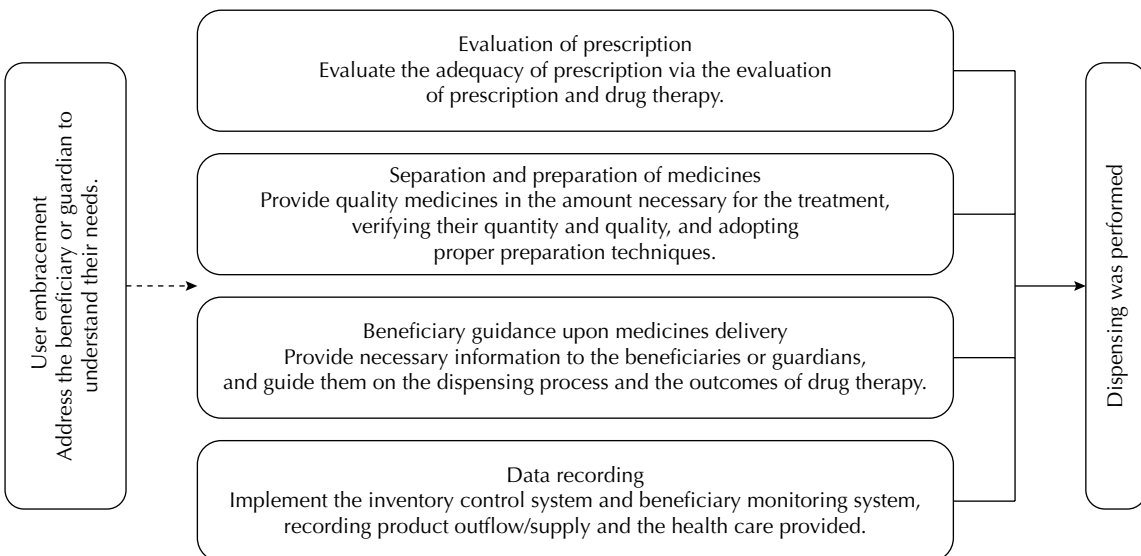 User embracement
Address the beneficiary or guardian to
understand their needs.
Evaluation of prescription
Evaluate the adequacy of prescription via the evaluation
of prescription and drug therapy.
Separation and preparation of medicines
Provide quality medicines in the amount necessary for the treatment,
verifying their quantity and quality, and adopting
proper preparation techniques.
Beneficiary guidance upon medicines delivery
Provide necessary information to the beneficiaries or guardians,
and guide them on the dispensing process and the outcomes of drug therapy.
Data recording
Implement the inventory control system and beneficiary monitoring system,
recording product outflow/supply and the health care provided.
Dispensing was performed